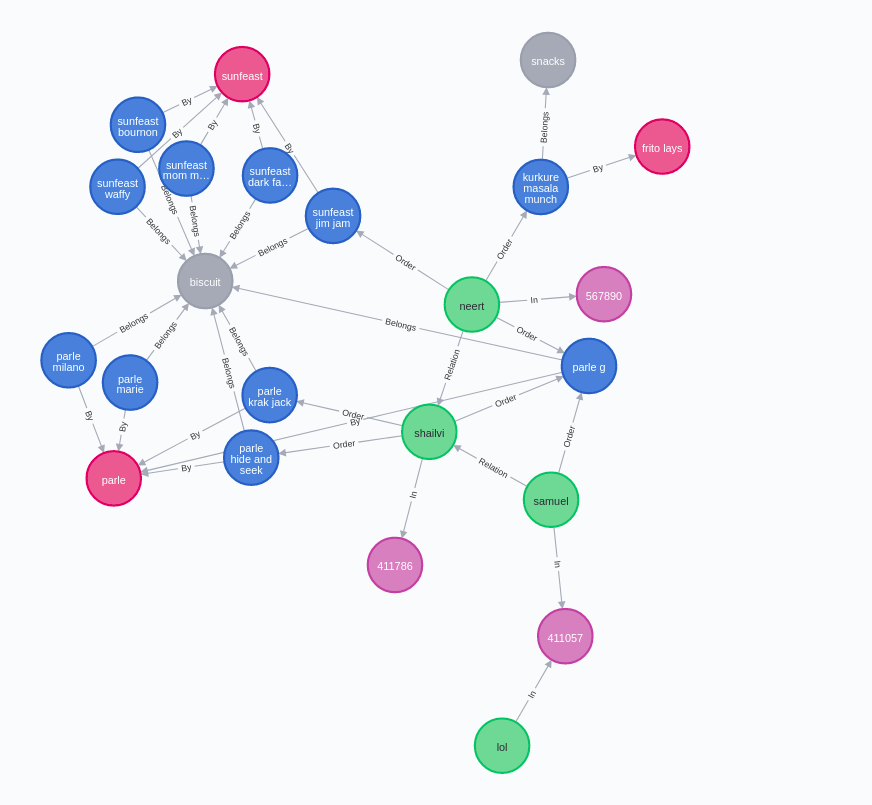 snacks
sunfeast
By
sunfeast
bournon
By
By
By
By
Belongs
frito lays
By
kurkure
masala
munch
sunfeast
mom m...
sunfeast
dark fa...
sunfeast
waffy
Belongs
Belongs
Belongs
Belongs
sunfeast
jim jam
Belongs
Order
Order
biscuit
neert
In
567890
Order
Belongs
Belongs
Belongs
Belongs
Belongs
Relation
parle g
parle
milano
parle
marie
parle
krak jack
Order
Order
By
By
By
By
By
Order
Order
shailvi
parle
hide and
seek
parle
Relation
samuel
In
411786
In
411057
In
lol